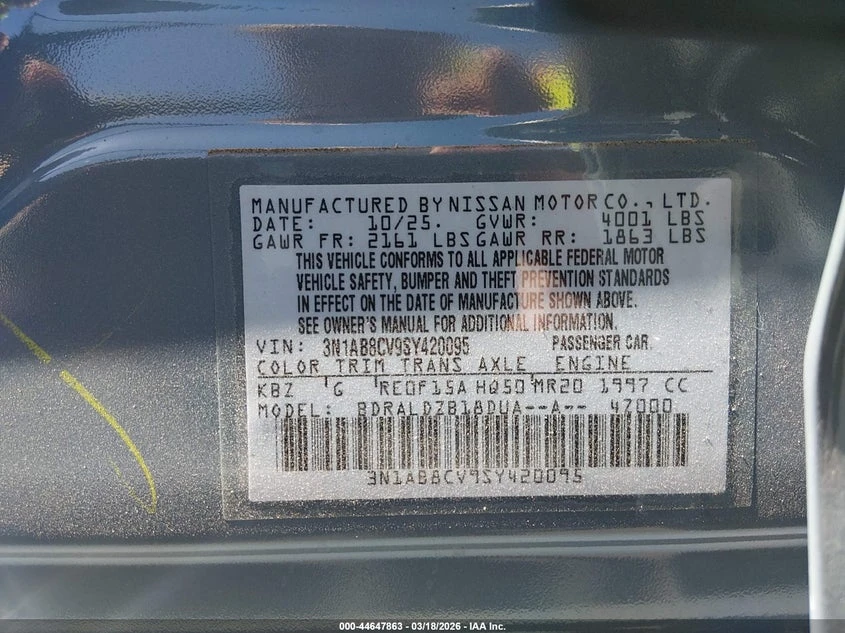 MANUFACTURED BY NISSAN MOTOR CO., LTD.
DATE: 10/25. GVWR: 4001 LBS
GAWR FR: 2161 LBS GAWR RR: 1863 LBS
THIS VEHICLE CONFORMS TO ALL APPLICABLE FEDERAL MOTOR
VEHICLE SAFETY, BUMPER AND THEFT PREVENTION STANDARDS
IN EFFECT ON THE DATE OF MANUFACTURE SHOWN ABOVE.
SEE OWNER'S MANUAL FOR ADDITIONAL INFORMATION.
VIN: 3N1AB8CV9SY420095 PASSENGER CAR.
COLOR TRIM TRANS AXLE ENGINE
KBZ 'G 'RE0F15A HQ50 'MR20 1997 CC
MODEL: BDRALDZB18DUA--A-- 47000
3N1AB8CV9SY420095
000-44647863 - 03/18/2026 - IAA Inc.